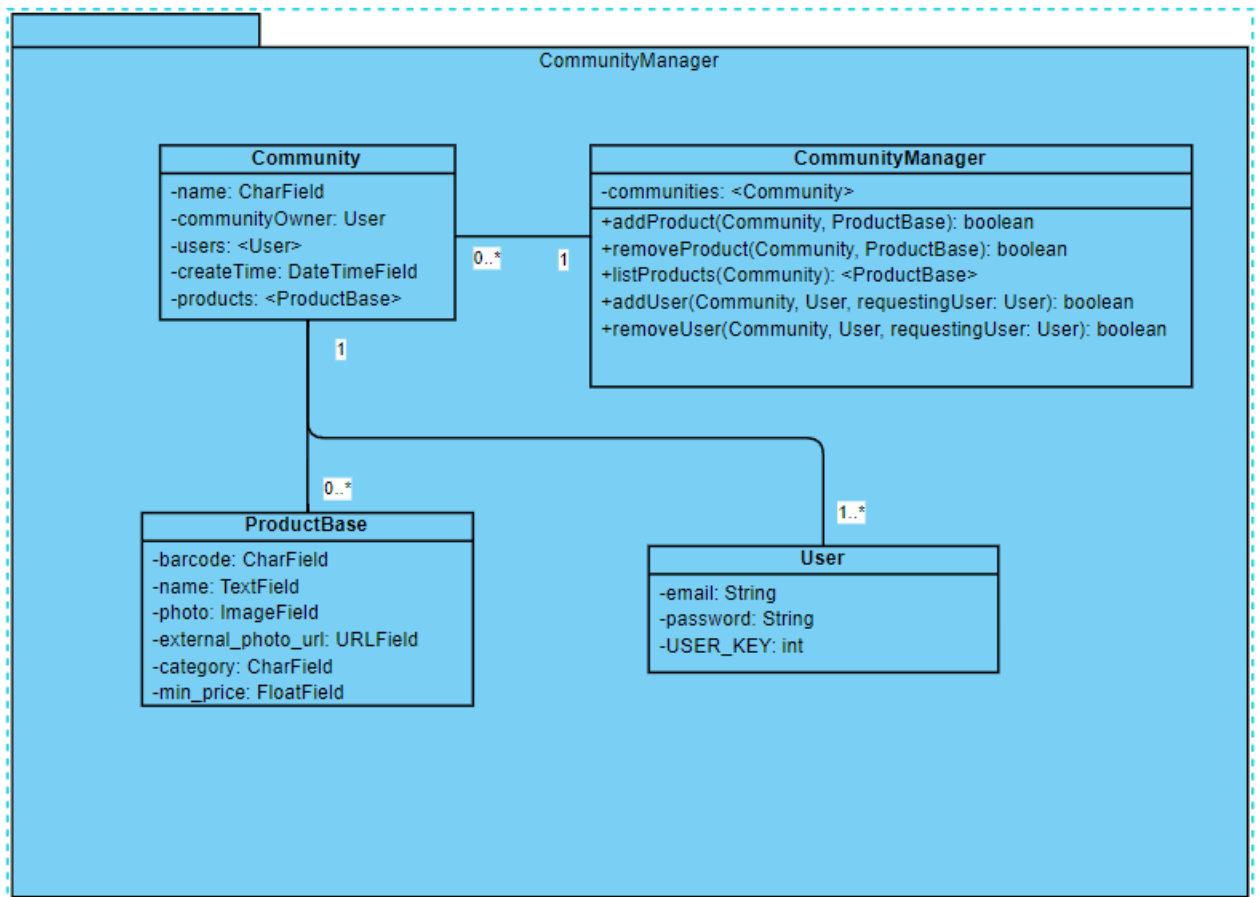 CommunityManager
Community
-name: CharField
-communityOwner: User
-users: <User>
-createTime: DateTimeField
-products: <ProductBase>
CommunityManager
-communities: <Community>
+addProduct(Community, ProductBase): boolean
+removeProduct(Community, ProductBase): boolean
+listProducts(Community): <ProductBase>
+addUser(Community, User, requestingUser: User): boolean
+removeUser(Community, User, requestingUser: User): boolean
0..*
1
1
0..*
1..*
ProductBase
-barcode: CharField
-name: TextField
-photo: ImageField
-external_photo_url: URLField
-category: CharField
-min_price: FloatField
User
-email: String
-password: String
-USER_KEY: int